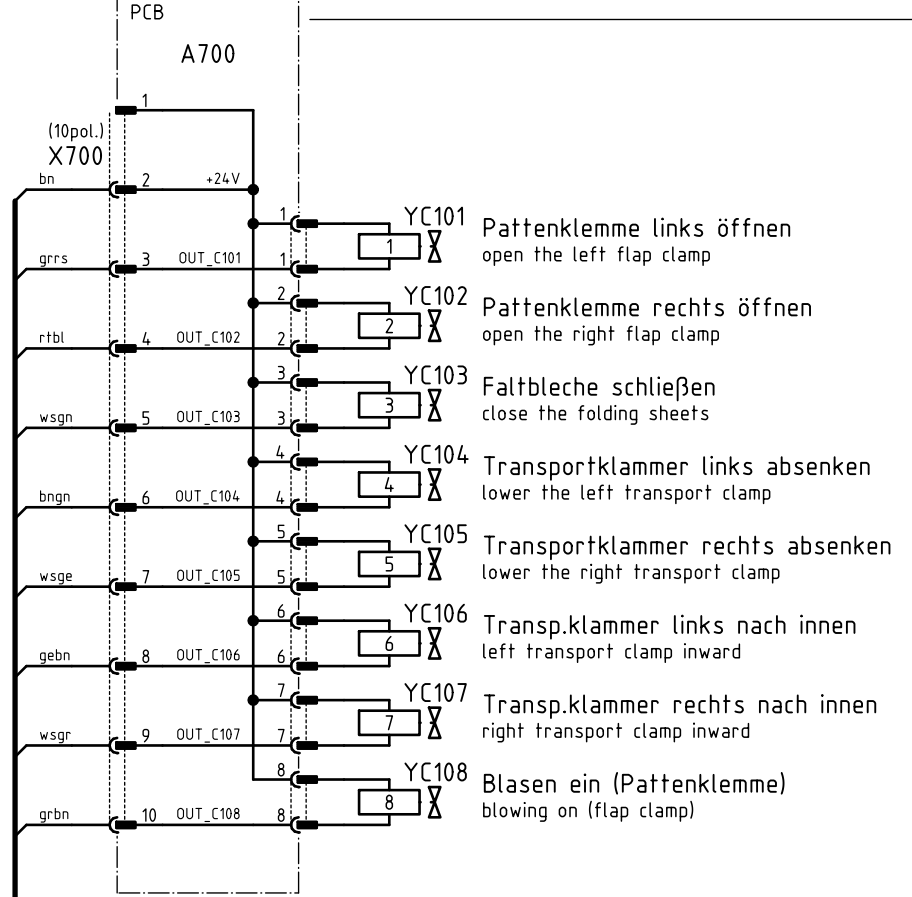 PCB
A700
1
(10pol.)
X700
bn
2
+24V
1
YC101
Pattenklemme links öffnen
1
open the left flap clamp
grrs
3
OUT_C101
1
2
YC102
Pattenklemme rechts öffnen
2
open the right flap clamp
rtbl
4
OUT_C102
2
3
YC103
Faltbleche schließen
3
close the folding sheets
wsgn
5
OUT_C103
3
4
YC104
Transportklammer links absenken
4
lower the left transport clamp
bngn
6
OUT_C104
4
5
YC105
Transportklammer rechts absenken
5
lower the right transport clamp
wsge
7
OUT_C105
5
6
YC106
Transp.klammer links nach innen
6
left transport clamp inward
gebn
8
OUT_C106
6
7
YC107
Transp.klammer rechts nach innen
7
right transport clamp inward
wsgr
9
OUT_C107
7
8
YC108
Blasen ein (Pattenklemme)
8
blowing on (flap clamp)
grbn
10
OUT_C108
8